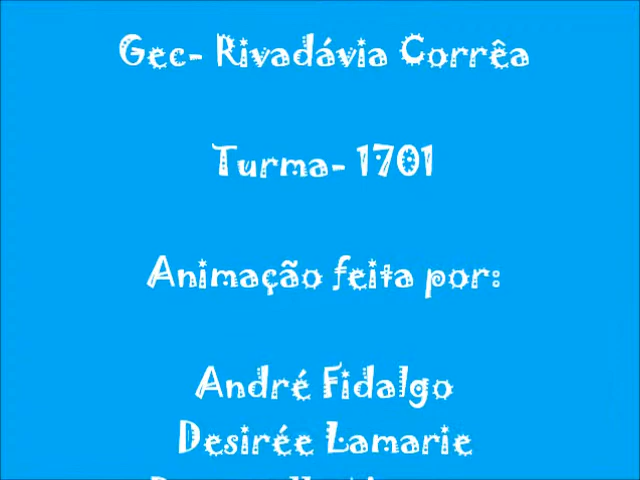 Gec- Rivadávia Corrêa
Turma- 1701
Animação feita por:
André Fidalgo
Desirée Lamarie